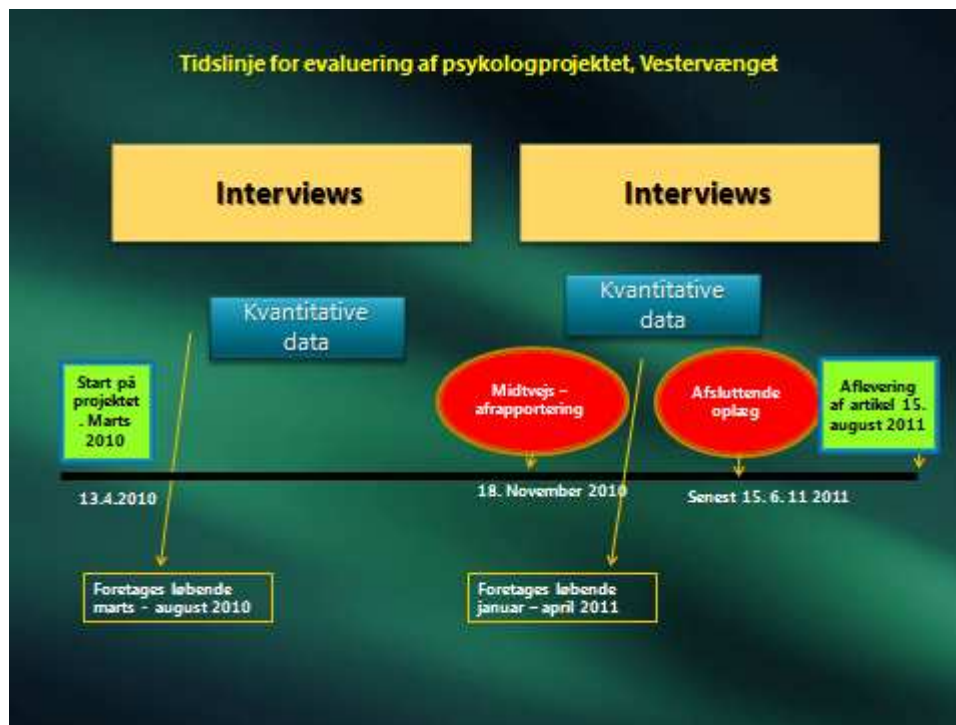 Tidslinje for evaluering af psykologprojektet, Vestervænget
Interviews
Interviews
Kvantitative
data
Kvantitative
data
Start på
projektet
. Marts
2010
Midtvejs –
afrapportering
Afsluttende
oplæg
Aflevering
af artikel 15.
august 2011
13.4.2010
18. November 2010
Senest 15. 6. 11 2011
Foretages løbende
marts - august 2010
Foretages løbende
januar – april 2011